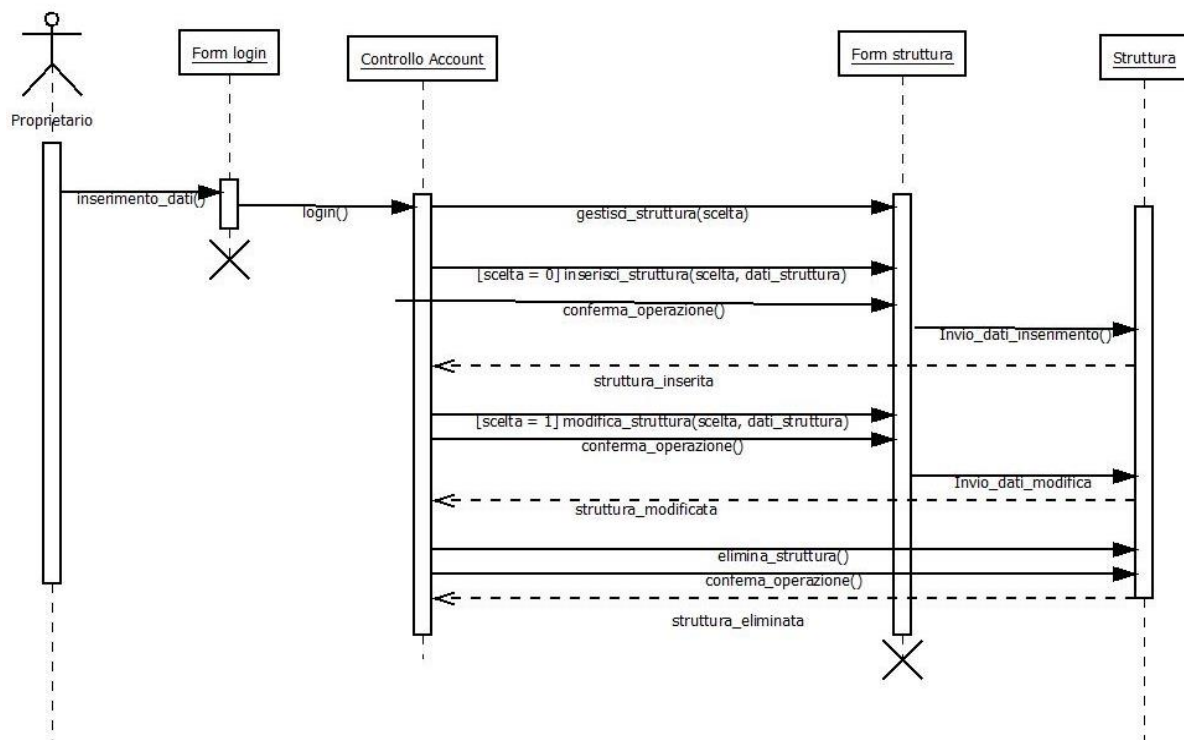 Form login
Controllo Account
Form struttura
Struttura
Proprietario
inserimento_dati()
login()
gestisci_struttura(scelta)
[scelta = 0] inserisci_struttura(scelta, dati_struttura)
conferma_operazione()
Invio_dati_inserimento()
struttura_inserita
[scelta = 1] modifica_struttura(scelta, dati_struttura)
conferma_operazione()
Invio_dati_modifica
struttura_modificata
elimina_struttura()
confema_operazione()
struttura_eliminata